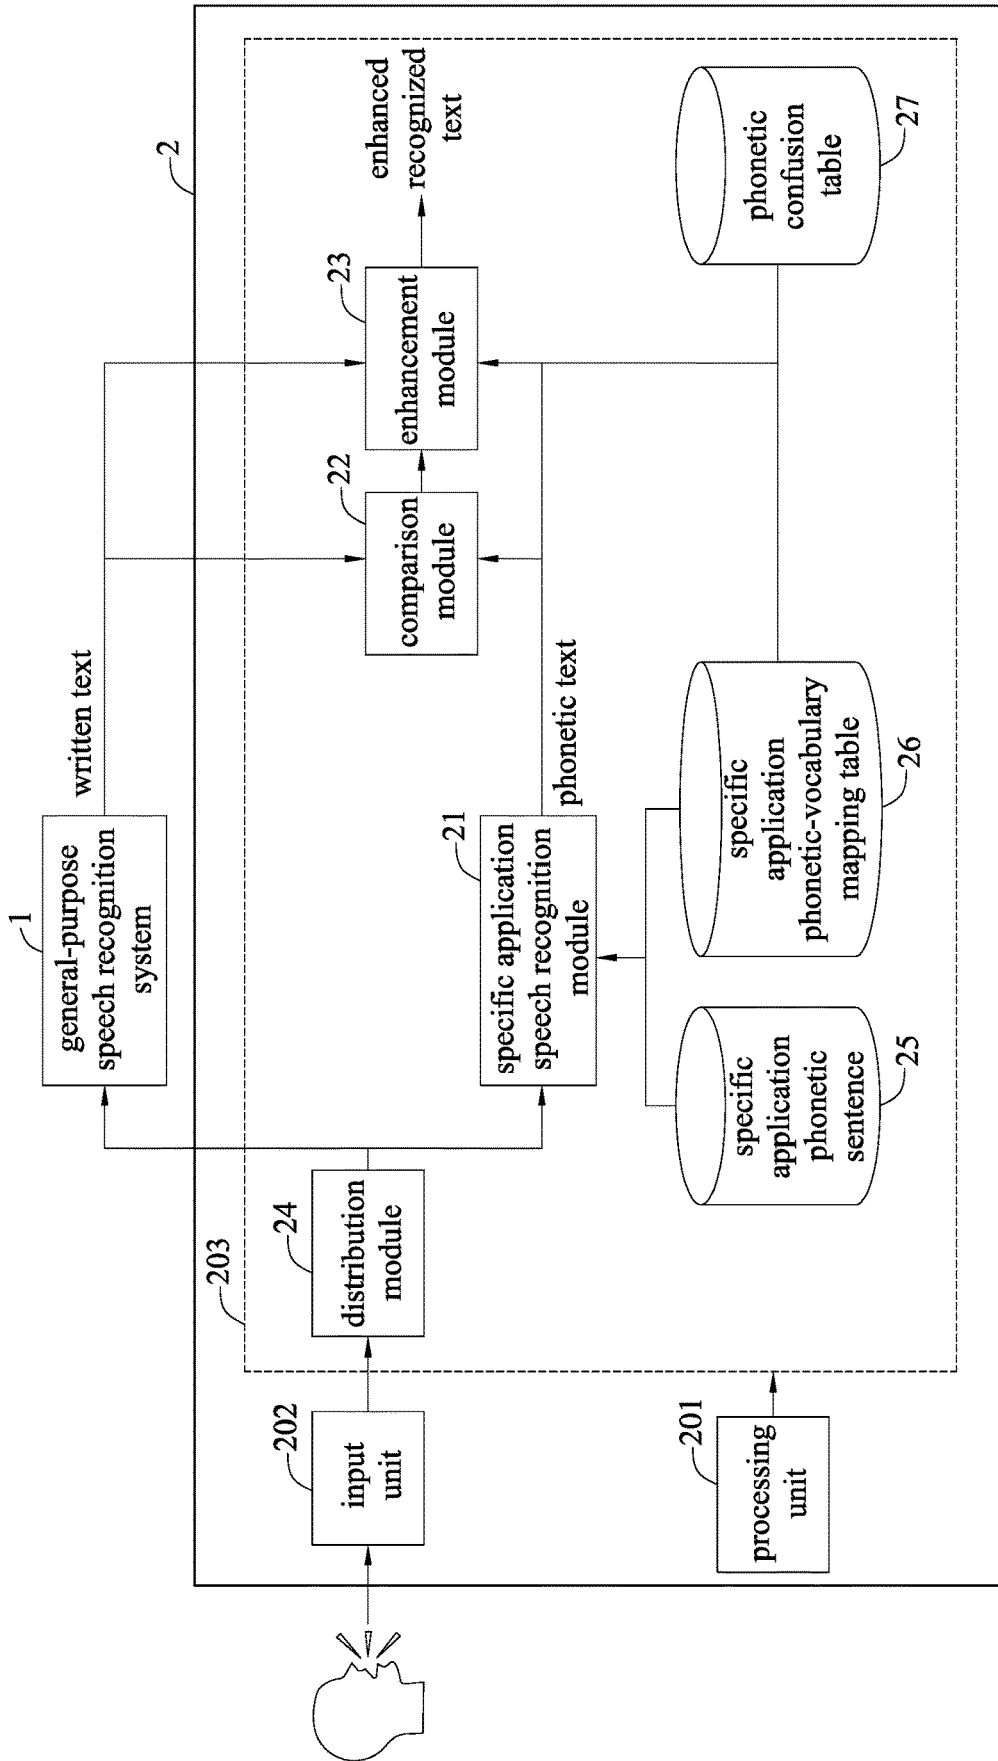 1
general-purpose
speech recognition
system
written text
2
203
202
input
unit
24
distribution
module
21
specific application
speech recognition
module
phonetic text
22
comparison
module
23
enhancement
module
enhanced
recognized
text
201
processing
unit
specific
application
phonetic
sentence
25
specific
application
phonetic-vocabulary
mapping table
26
phonetic
confusion
table
27